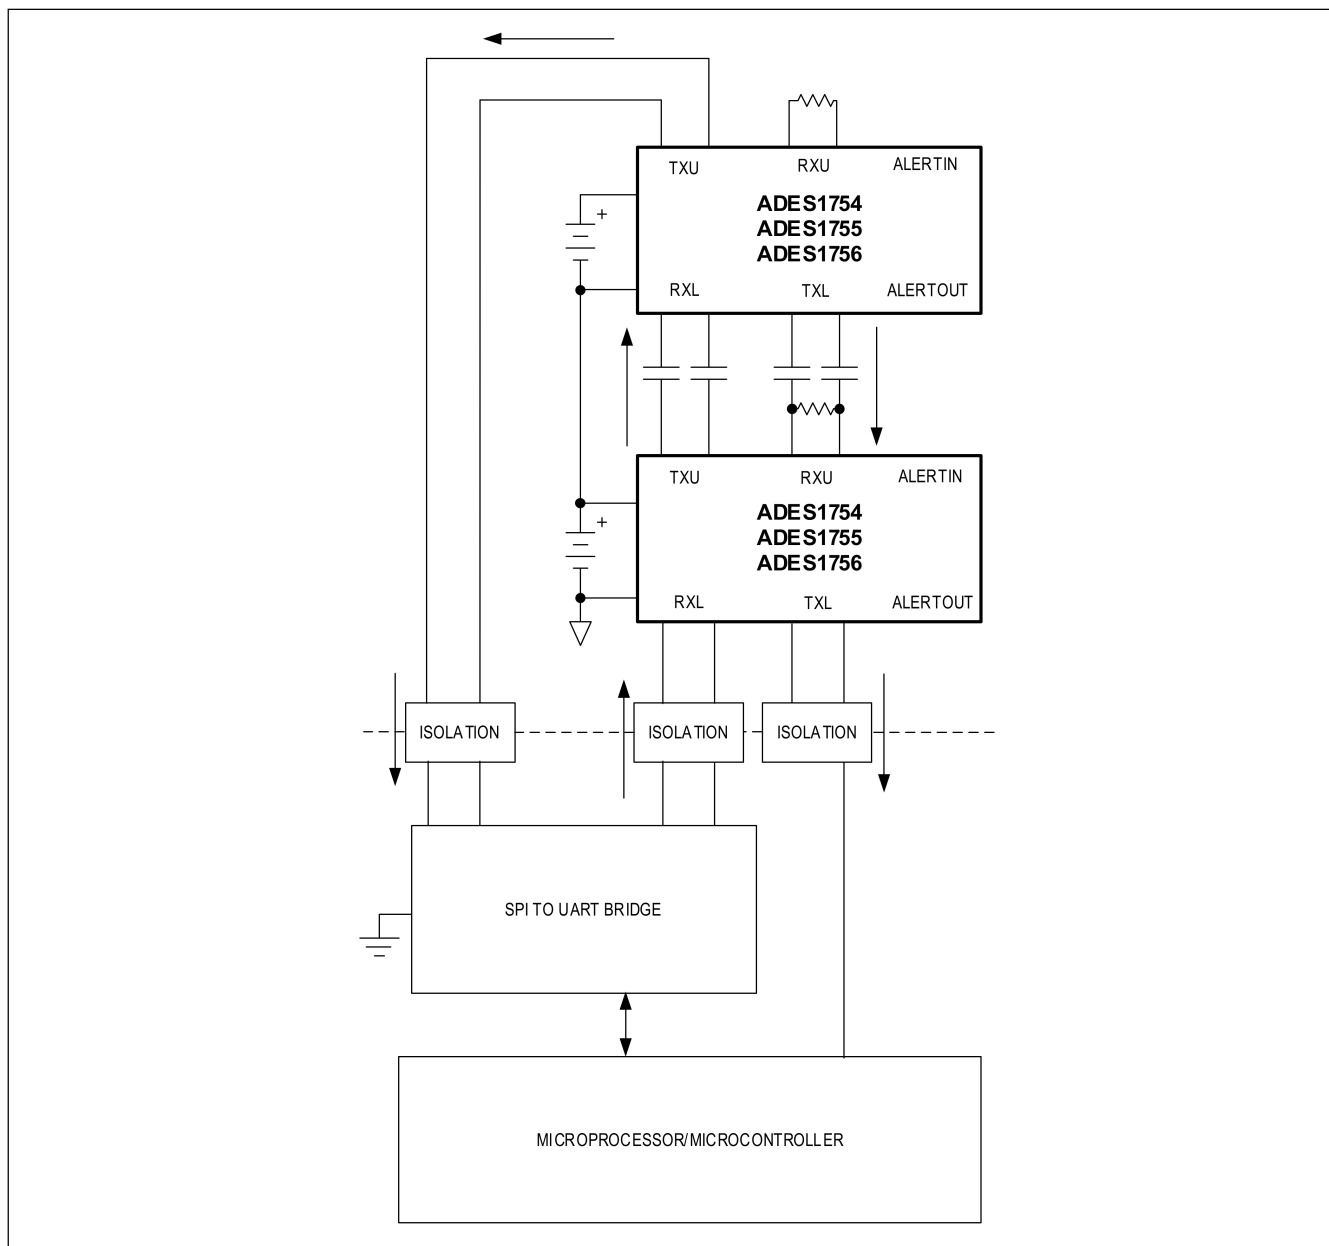 TXU RXU ALERTIN
ADES1754
ADES1755
ADES1756
RXL TXL ALERTOUT
+
TXU RXU ALERTIN
ADES1754
ADES1755
ADES1756
RXL TXL ALERTOUT
+
ISOLATION ISOLATION ISOLATION
SPI TO UART BRIDGE
MICROPROCESSOR/MICROCONTROLLER